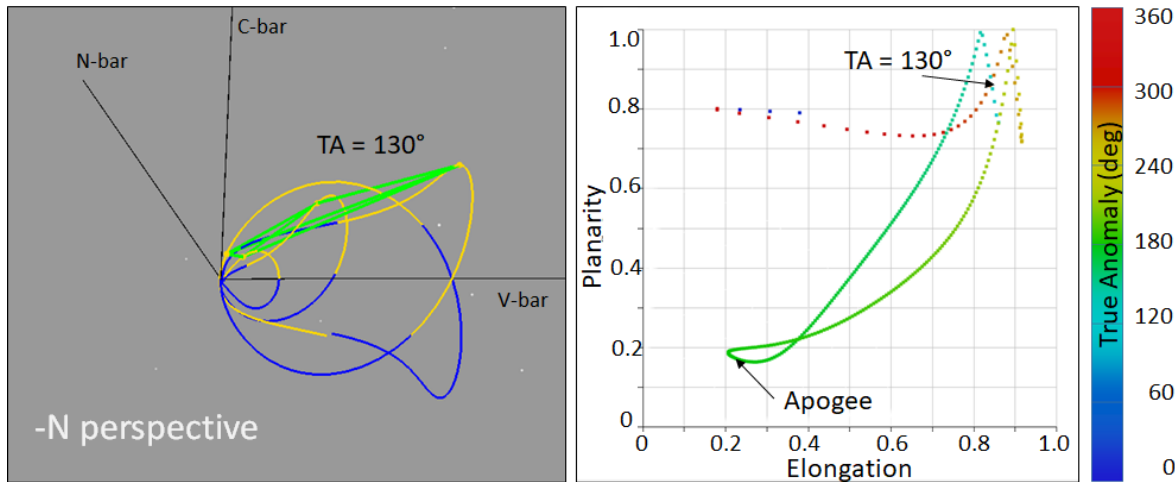 C-bar
N-bar
TA = 130°
V-bar
-N perspective
1.0
0.8
0.6
0.4
0.2
0
Planarity
TA = 130°
Apogee
0
0.2
0.4
0.6
0.8
1.0
Elongation
360
300
240
180
120
60
0
True Anomaly (deg)